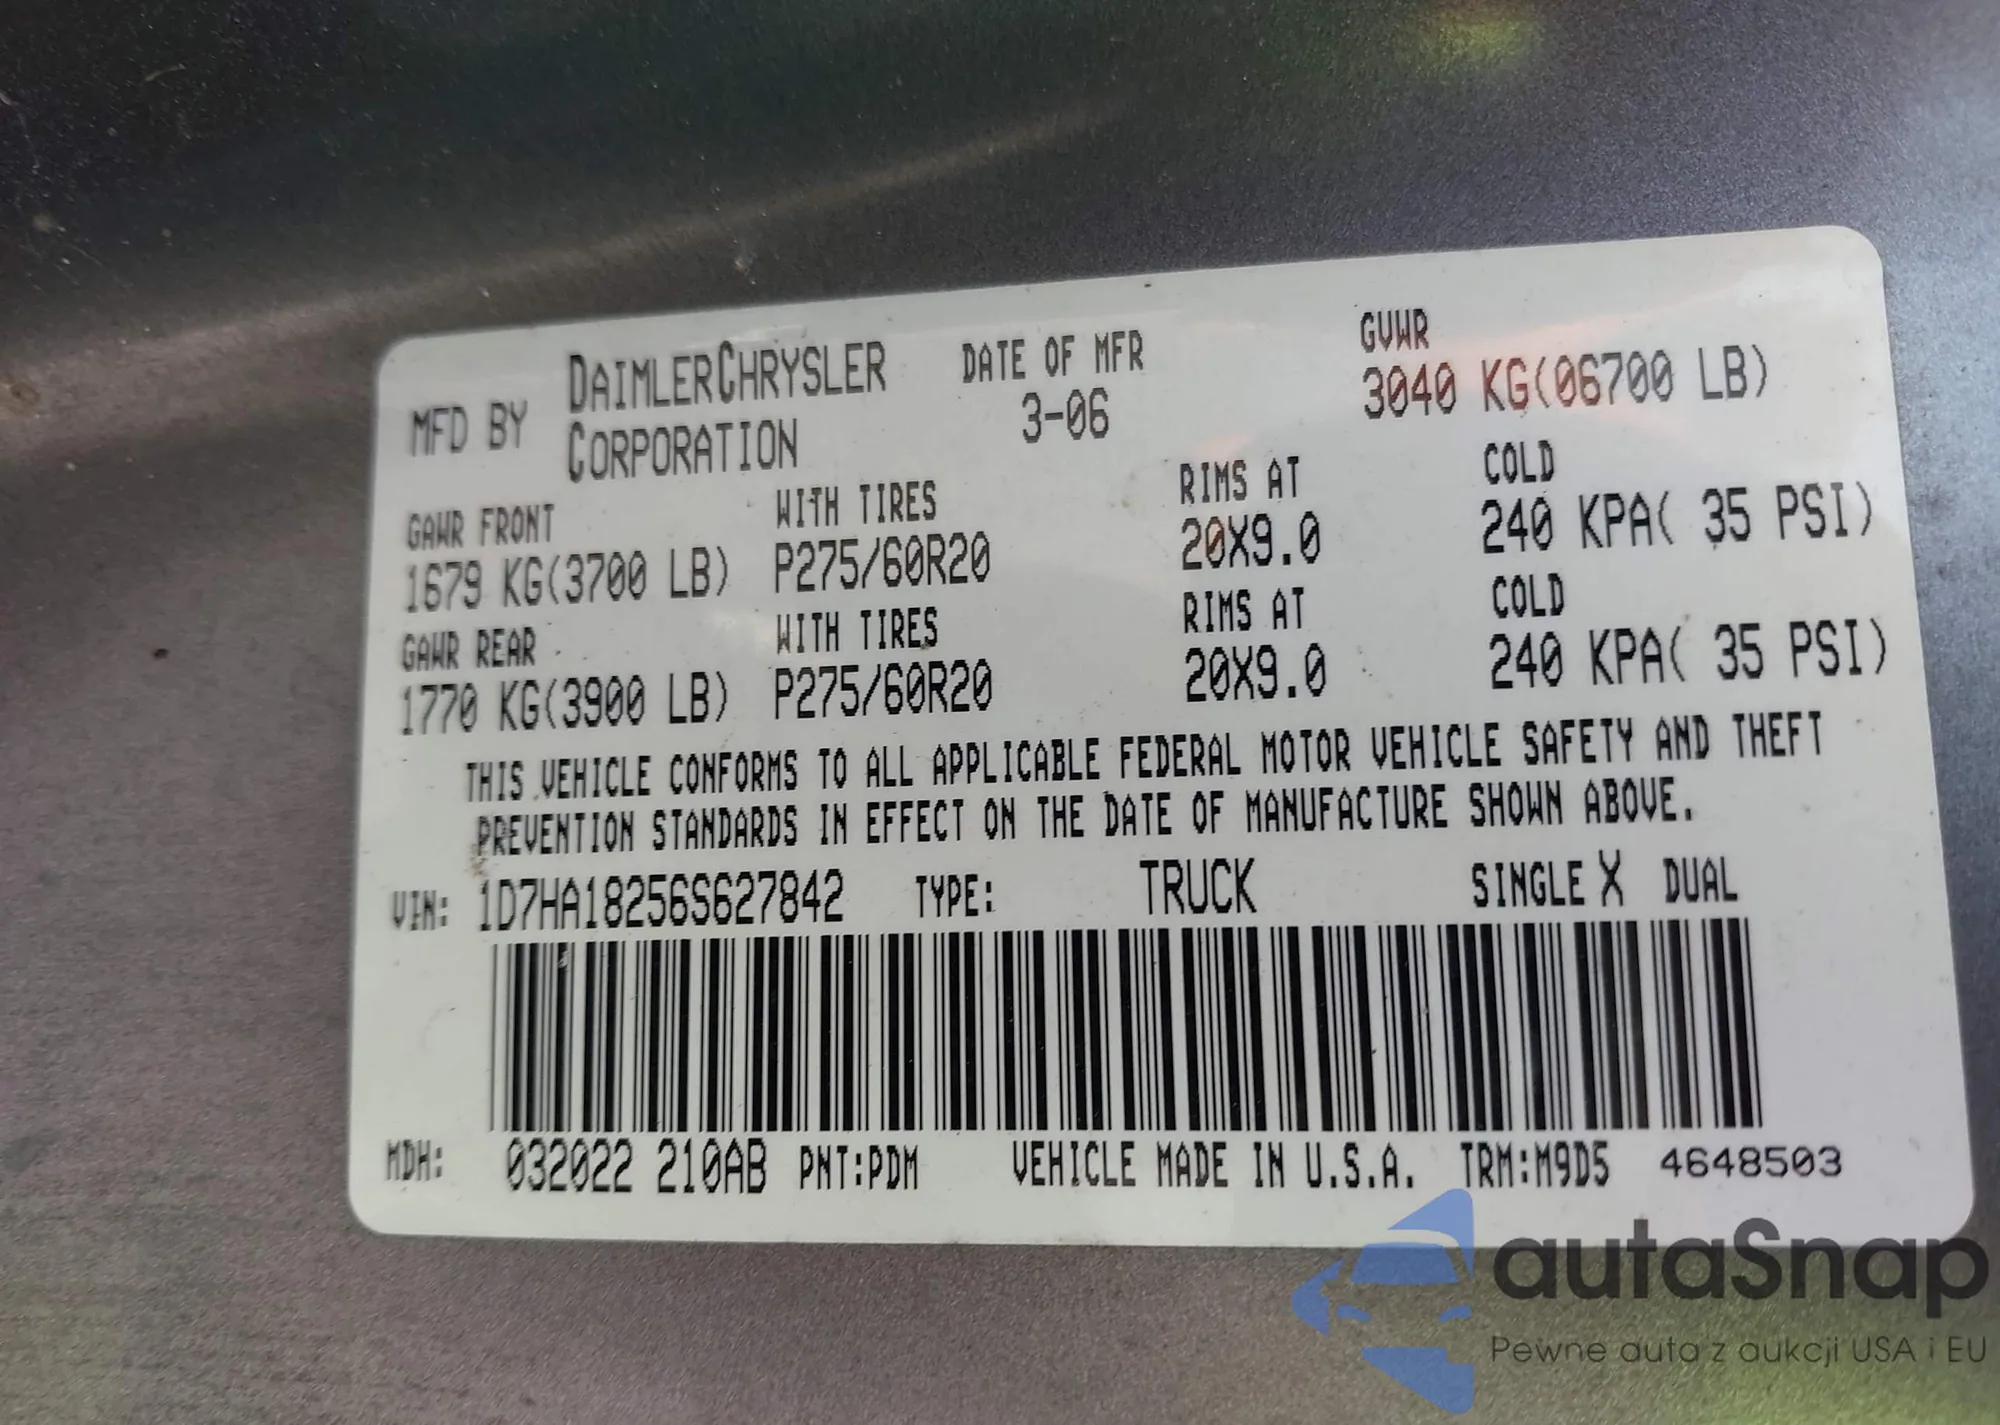 MFD BY DAIMLERCHRYSLER CORPORATION DATE OF MFR 3-06 GVWR 3040 KG(06700 LB)
GAWR FRONT WITH TIRES RIMS AT COLD
1679 KG(3700 LB) P275/60R20 20X9.0 240 KPA( 35 PSI)
GAWR REAR WITH TIRES RIMS AT COLD
1770 KG(3900 LB) P275/60R20 20X9.0 240 KPA( 35 PSI)
THIS VEHICLE CONFORMS TO ALL APPLICABLE FEDERAL MOTOR VEHICLE SAFETY AND THEFT
PREVENTION STANDARDS IN EFFECT ON THE DATE OF MANUFACTURE SHOWN ABOVE.
VIN: 1D7HA18256S627842 TYPE: TRUCK SINGLE X DUAL
MDH: 032022 210AB PNT:PDM VEHICLE MADE IN U.S.A. TRM:M9D5 4648503
autaSnap
Pewne auta z aukcji USA i EU